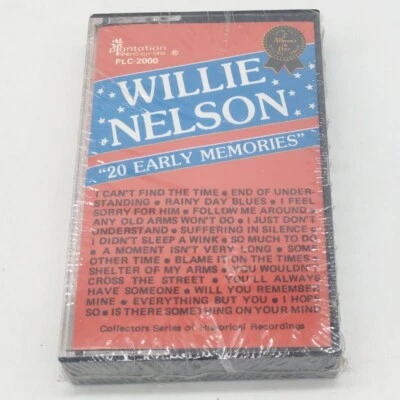 Plantation
records ®
PLC-2000
2
Albums
in One
WILLIE
NELSON
"20 EARLY MEMORIES"
I CAN'T FIND THE TIME • END OF UNDER-
STANDING • RAINY DAY BLUES • I FEEL
SORRY FOR HIM • FOLLOW ME AROUND •
ANY OLD ARMS WON'T DO • I JUST DON'T
UNDERSTAND • SUFFERING IN SILENCE •
I DIDN'T SLEEP A WINK • SO MUCH TO DO
• A MOMENT ISN'T VERY LONG • SOME
OTHER TIME • BLAME IT ON THE TIMES •
SHELTER OF MY ARMS • YOU WOULDN'T
CROSS THE STREET • YOU'LL ALWAYS
HAVE SOMEONE • WILL YOU REMEMBER
MINE • EVERYTHING BUT YOU • I HOPE
SO • IS THERE SOMETHING ON YOUR MIND
Collectors Series of Historical Recordings